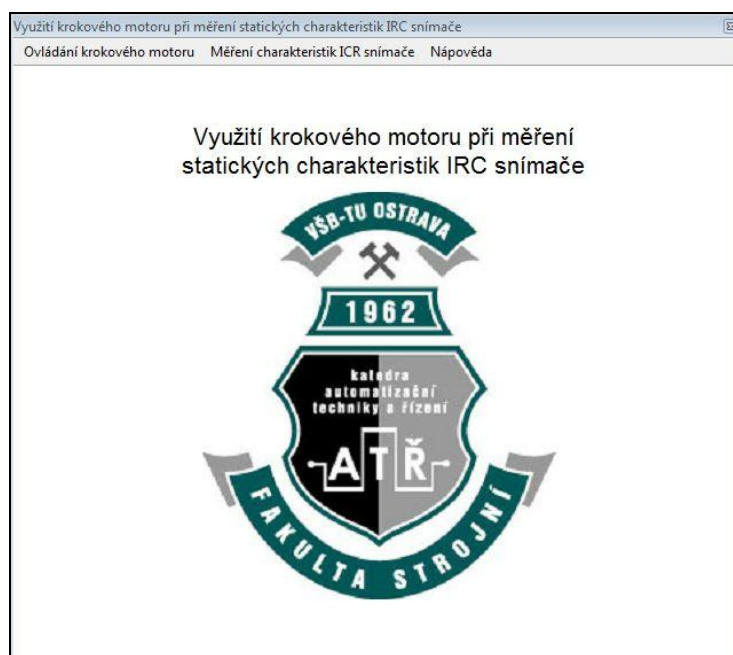 Využití krokového motoru při měření statických charakteristik IRC snímače
Ovládání krokového motoru Měření charakteristik ICR snímače Nápověda
Využití krokového motoru při měření
statických charakteristik IRC snímače
VŠB-TU OSTRAVA
1962
katedra
automatizační
techniky a řízení
ATŘ
FAKULTA STROJNÍ